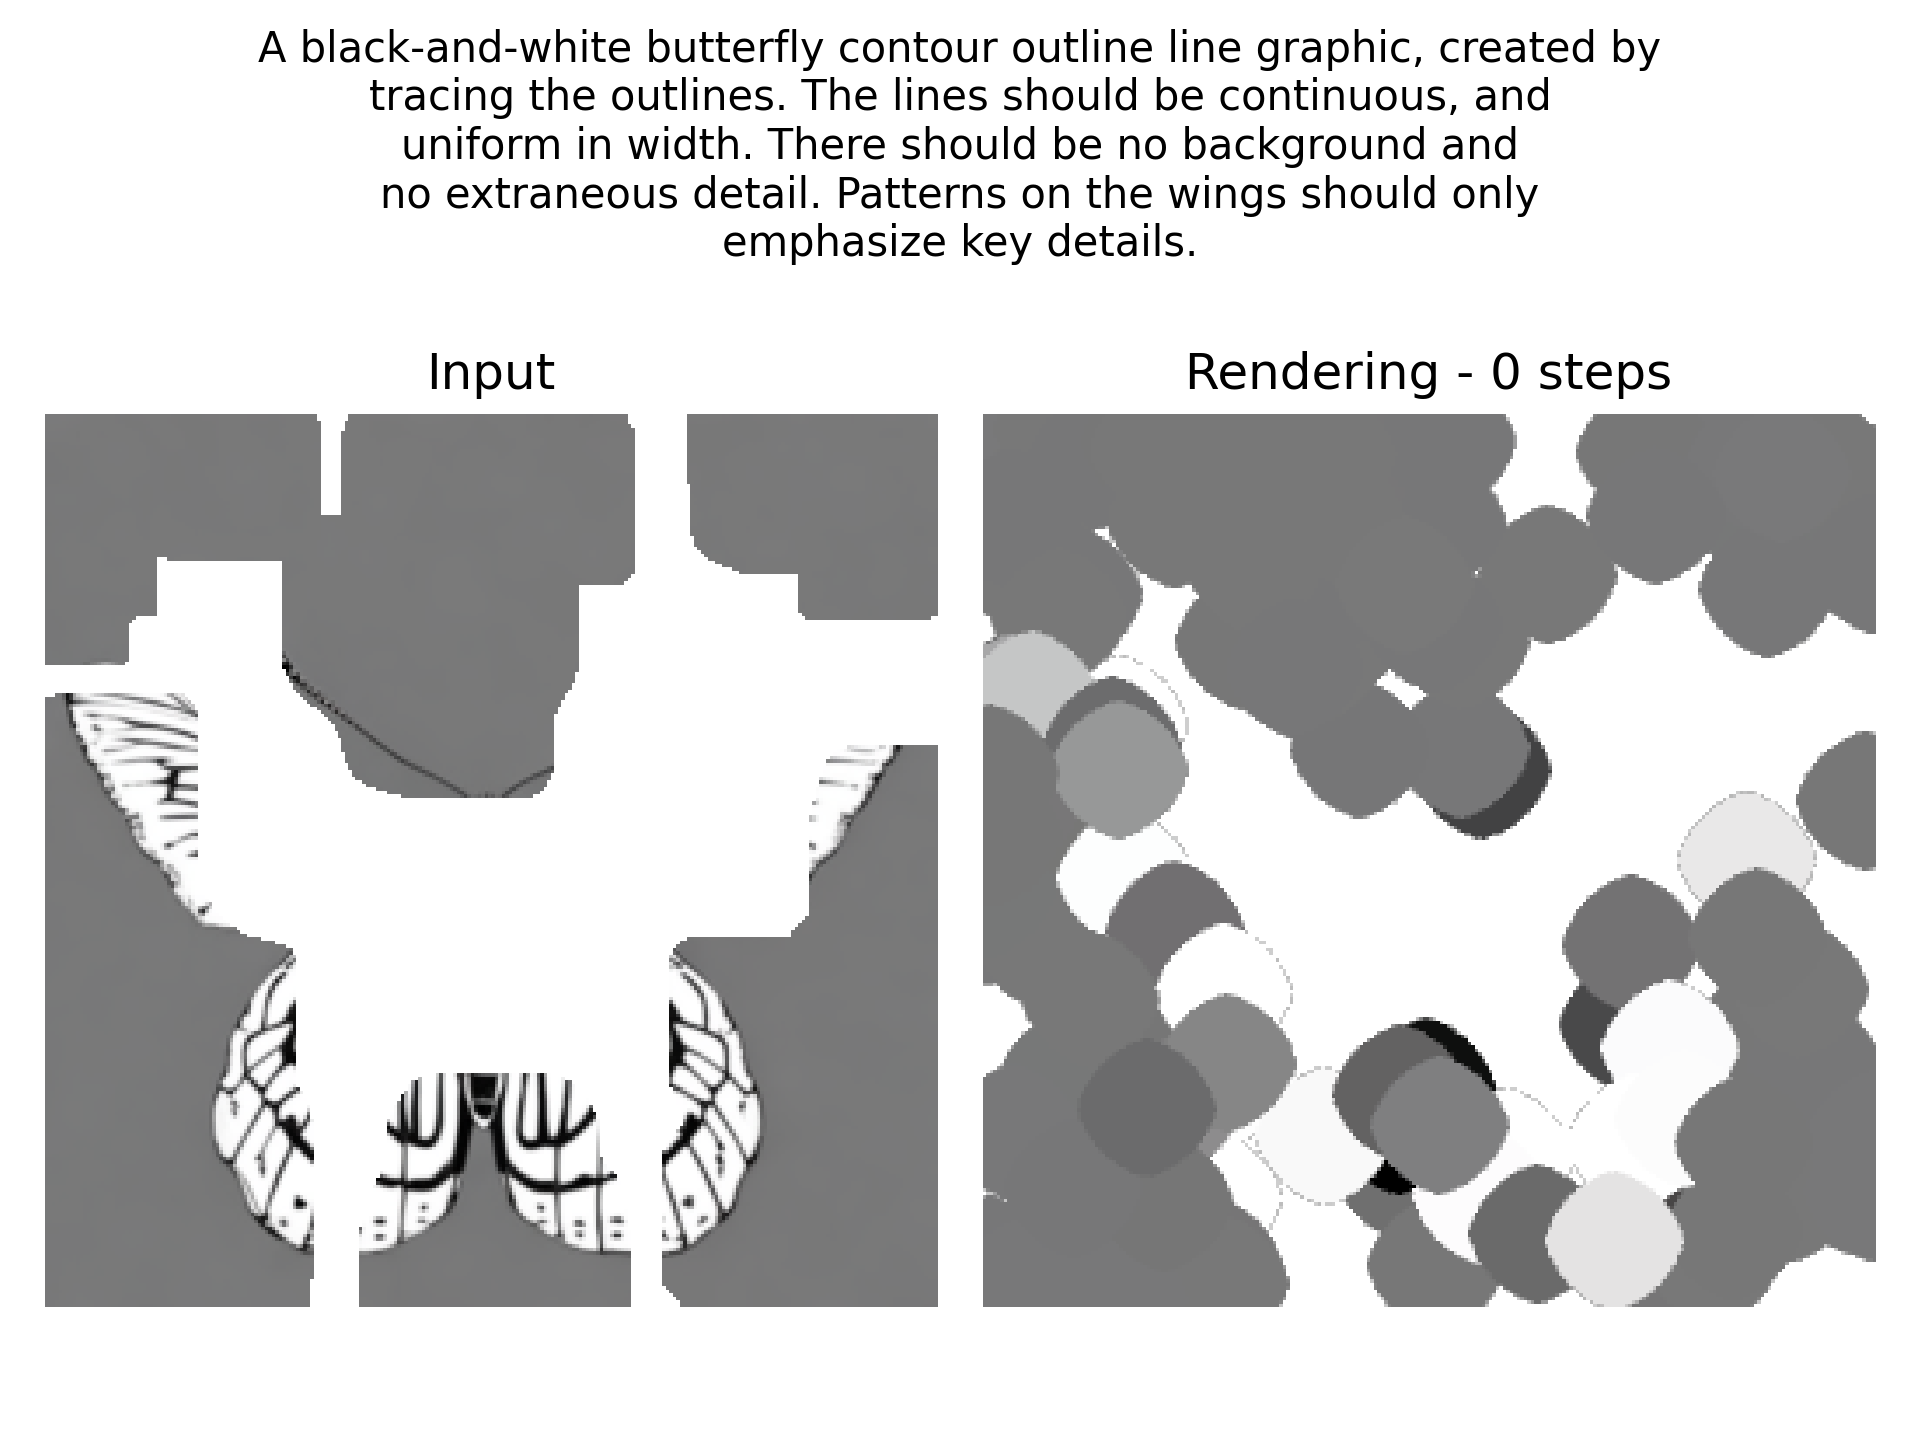 A black-and-white butterfly contour outline line graphic, created by
tracing the outlines. The lines should be continuous, and
uniform in width. There should be no background and
no extraneous detail. Patterns on the wings should only
emphasize key details.
Input
Rendering - 0 steps